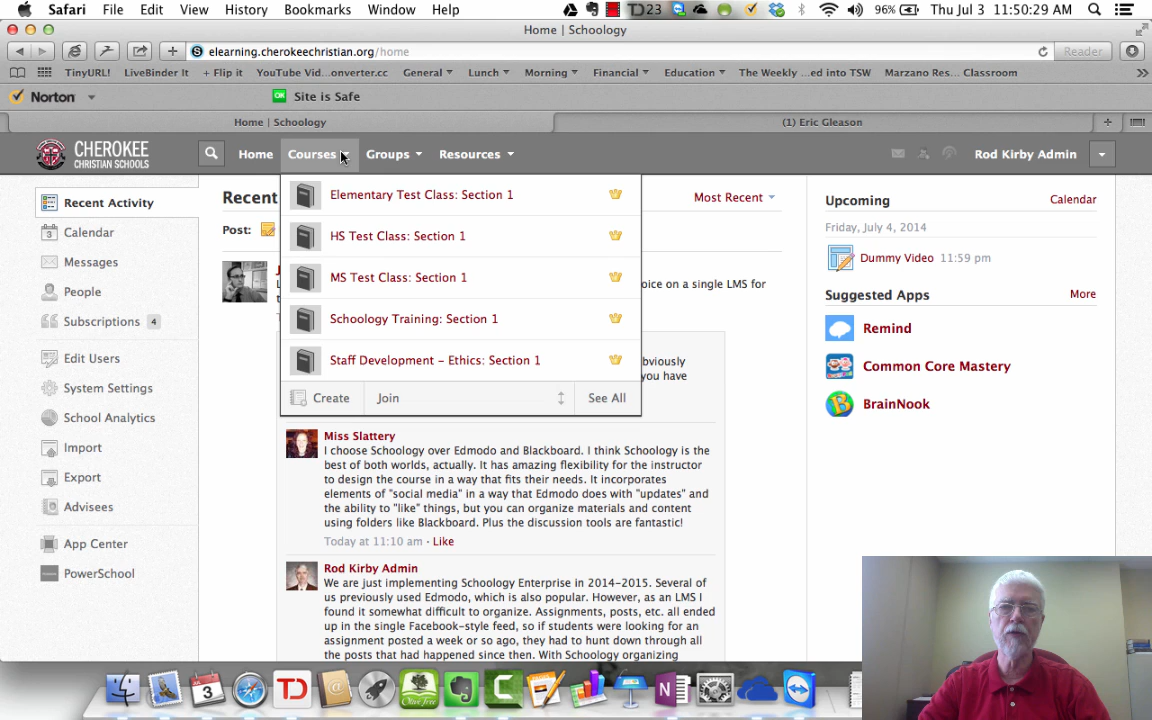 Safari File Edit View History Bookmarks Window Help 23 96% Thu Jul 3 11:50:29 AM
Home | Schoology
elearning.cherokeechristian.org/home Reader
TinyURL! LiveBinder It + Flip it YouTube Vid...onverter.cc General Lunch Morning Financial Education The Weekly ...ed into TSW Marzano Res... Classroom
Norton OK Site is Safe
Home | Schoology (1) Eric Gleason
CHEROKEE
CHRISTIAN SCHOOLS
Home Courses Groups Resources Rod Kirby Admin
Recent Activity
Calendar
Messages
People
Subscriptions 4
Edit Users
System Settings
School Analytics
Import
Export
Advisees
App Center
PowerSchool
Recent
Most Recent
Post:
Elementary Test Class: Section 1
HS Test Class: Section 1
MS Test Class: Section 1
Schoology Training: Section 1
Staff Development – Ethics: Section 1
Create Join See All
oice on a single LMS for
bviously
you have
Miss Slattery
I choose Schoology over Edmodo and Blackboard. I think Schoology is the
best of both worlds, actually. It has amazing flexibility for the instructor
to design the course in a way that fits their needs. It incorporates
elements of "social media" in a way that Edmodo does with "updates" and
the ability to "like" things, but you can organize materials and content
using folders like Blackboard. Plus the discussion tools are fantastic!
Today at 11:10 am · Like
Rod Kirby Admin
We are just implementing Schoology Enterprise in 2014-2015. Several of
us previously used Edmodo, which is also popular. However, as an LMS I
found it somewhat difficult to organize. Assignments, posts, etc. all ended
up in the single Facebook-style feed, so if students were looking for an
assignment posted a week or so ago, they had to hunt down through all
the posts that had happened since then. With Schoology organizing
Upcoming Calendar
Friday, July 4, 2014
Dummy Video 11:59 pm
Suggested Apps More
Remind
Common Core Mastery
BrainNook
3
Olive Tree